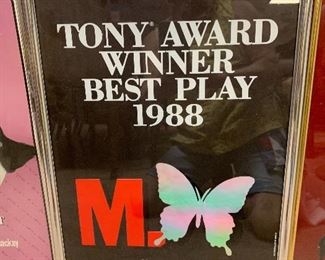 TONY® AWARD
WINNER
BEST PLAY
1988
M.